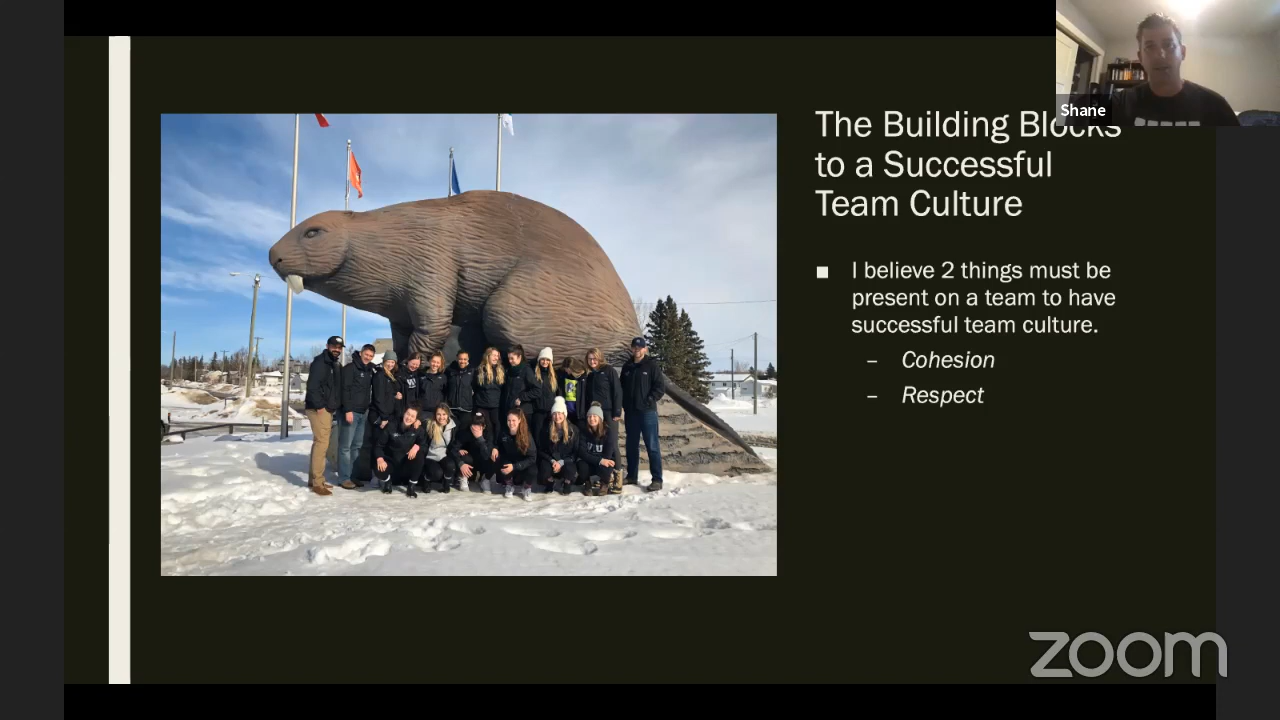 Shane
The Building Blocks
to a Successful
Team Culture
■ I believe 2 things must be
present on a team to have
successful team culture.
– Cohesion
– Respect
zoom